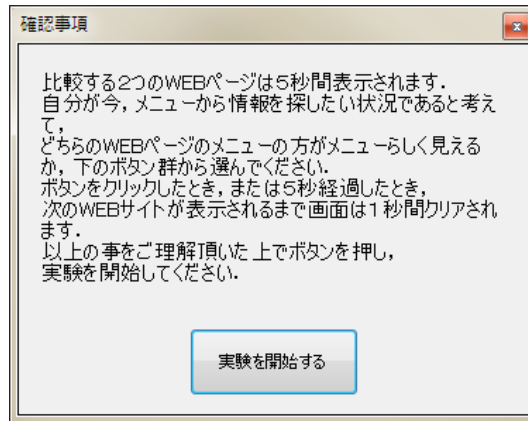 確認事項
比較する2つのWEBページは5秒間表示されます.
自分が今,メニューから情報を探したい状況であると考え
て,
どちらのWEBページのメニューの方がメニューらしく見える
か,下のボタン群から選んでください.
ボタンをクリックしたとき,または5秒経過したとき,
次のWEBサイトが表示されるまで画面は1秒間クリアされ
ます.
以上の事をご理解頂いた上でボタンを押し,
実験を開始してください.
実験を開始する